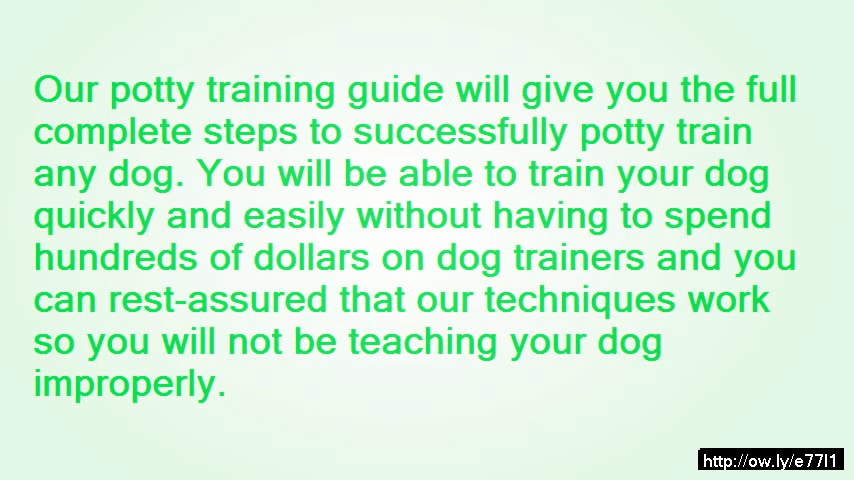 Our potty training guide will give you the full
complete steps to successfully potty train
any dog. You will be able to train your dog
quickly and easily without having to spend
hundreds of dollars on dog trainers and you
can rest-assured that our techniques work
so you will not be teaching your dog
improperly.
http://ow.ly/e77l1